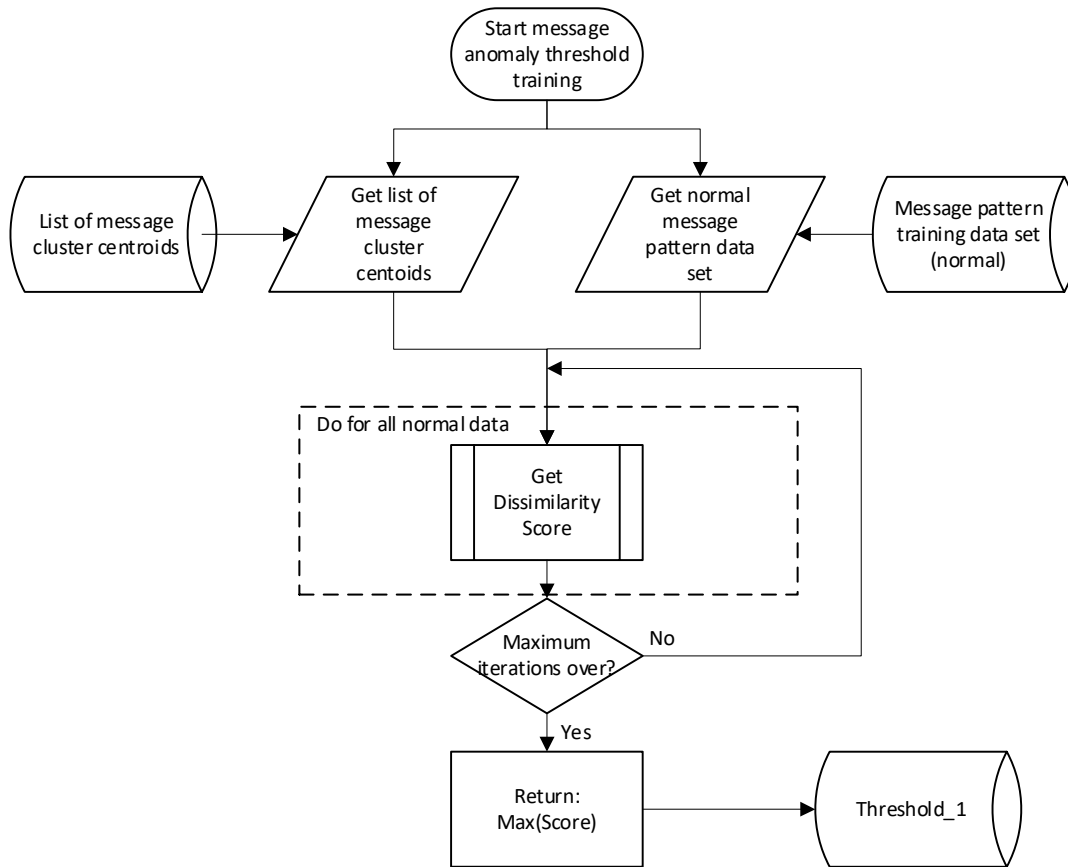 Start message
anomaly threshold
training
List of message
cluster centroids
Get list of
message
cluster
centoids
Get normal
message
pattern data
set
Message pattern
training data set
(normal)
Do for all normal data
Get
Dissimilarity
Score
Maximum
iterations over?
No
Yes
Return:
Max(Score)
Threshold_1